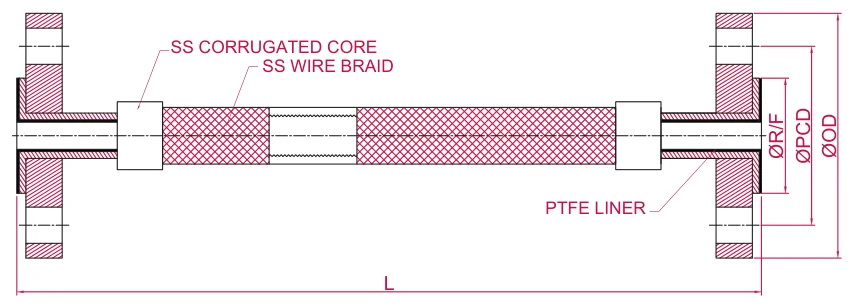 SS CORRUGATED CORE
SS WIRE BRAID
ØR/F
ØPCD
ØOD
PTFE LINER
L